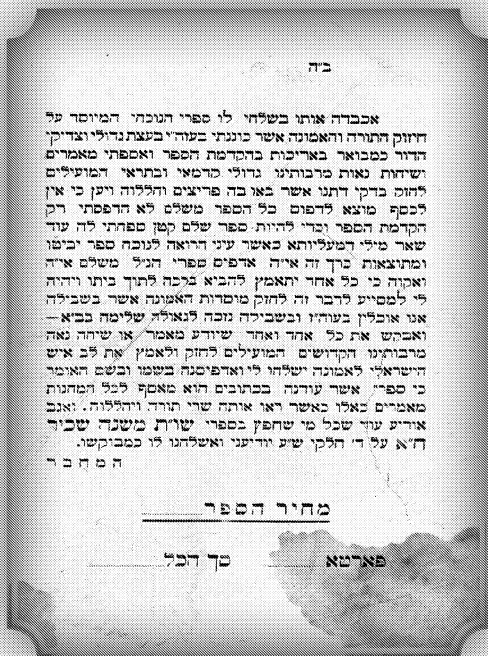 ב״ה
אכבדה אותו בשלחי לו ספרי הנוכחי המיוסד על
חיזוק התורה והאמונה אשר כוננתי בעזה״י בעצת גדולי וצדיקי
הדור כמבואר באריכות בהקדמת הספר ואספתי מאמרים
ושיחות נאות מרבותינו גדולי קדמאי ובתראי המועילים
לחזק בדקי דתנו אשר באו בה פריצים והללוה ויען כי אין
לכסף מוצא לדפוס כל הספר משלם לא הדפסתי רק
הקדמת הספר וכדי להיות ספר שלם קטן ספחתי לה עוד
שאר מילי דמעליותא כאשר עיני הרואה לנוכח ספר יביטו
ומתוצאות כרך זה אי״ה אדפים ספרי הנ״ל משלם אי״ה
ואקוה כי כל אחד יתאמץ להביא ברכה לתוך ביתו ויהיה
לי למסייע לדבר זה לחזק מוסדות האמונה אשר בשבילה
אנו אוכלין בעוה״ז ובשבילה נזכה לגאולה שלימה בב״א —
ואבקש את כל אחד ואחד שיודע מאמר או שיחה נאה
מרבותינו הקדושים המועילים לחזק ולאמץ את לב איש
הישראלי לאמונה ישלחו לי ואדפיסנה בשמו ובשם האומר
כי ספרי אשר עודנה בכתובים הוא מאסף לכל המחנות
מאמרים כאלו כאשר ראו אותה שרי תורה ויהללוה. ואגב
אודיע עוד שכל מי שחפץ בספרי שו״ת משנה שכיר
ח״א על ד׳ חלקי ש״ע יודיעני ואשלחנו לו כמבוקשו.
המחבר
מחיר הספר
פארטא סך הכל